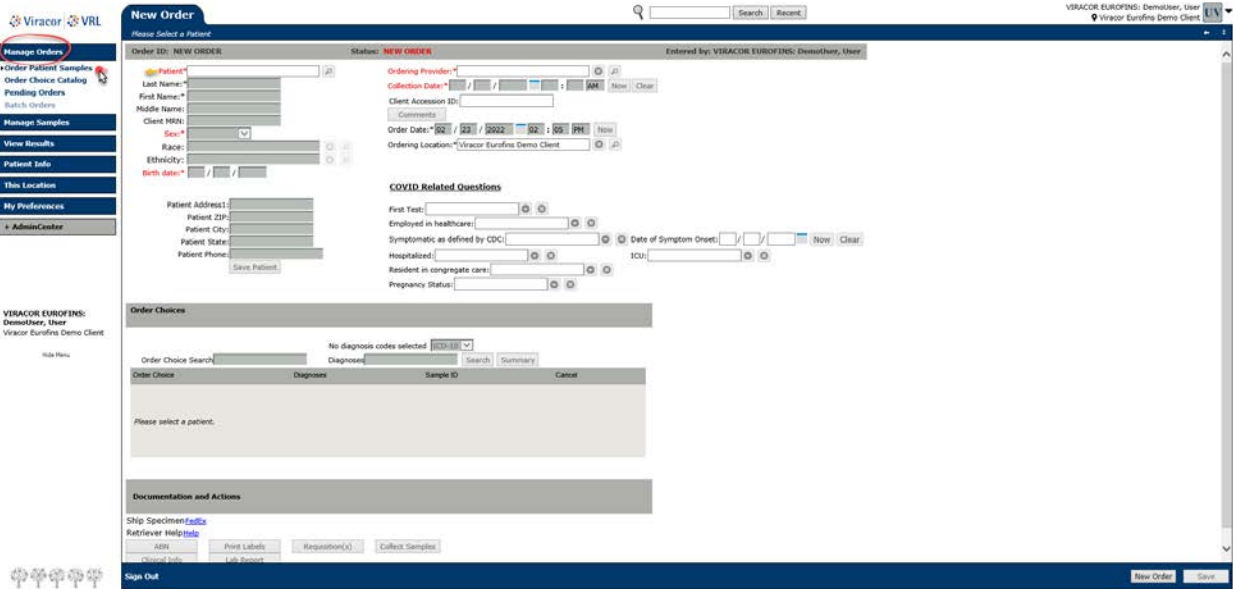 Viracor VRL
New Order
Search Recent
VIRACOR EUROFINS: DemoUser, User
Viracor Eurofins Demo Client
UV
Please Select a Patient
Manage Orders
Order Patient Samples
Order Choice Catalog
Pending Orders
Batch Orders
Manage Samples
View Results
Patient Info
This Location
My Preferences
+ AdminCenter
VIRACOR EUROFINS:
DemoUser, User
Viracor Eurofins Demo Client
Hide Menu
Order ID: NEW ORDER Status: NEW ORDER Entered by: VIRACOR EUROFINS: DemoUser, User
Patient*
Last Name:*
First Name:*
Middle Name:
Client MRN:
Sex:*
Race:
Ethnicity:
Birth date:* / /
Patient Address1:
Patient ZIP:
Patient City:
Patient State:
Patient Phone:
Save Patient
Ordering Provider:*
Collection Date:* / / : AM Now Clear
Client Accession ID:
Comments
Order Date:* 02 / 23 / 2022 02 : 05 PM Now
Ordering Location:* Viracor Eurofins Demo Client
COVID Related Questions
First Test:
Employed in healthcare:
Symptomatic as defined by CDC: Date of Symptom Onset: / / Now Clear
Hospitalized: ICU:
Resident in congregate care:
Pregnancy Status:
Order Choices
No diagnosis codes selected ICD-10
Order Choice Search Diagnoses Search Summary
Order Choice Diagnoses Sample ID Cancel
Please select a patient.
Documentation and Actions
Ship Specimen FedEx
Retriever Help Help
ABN Print Labels Requisition(s) Collect Samples
Clinical Info Lab Report
Sign Out New Order Save